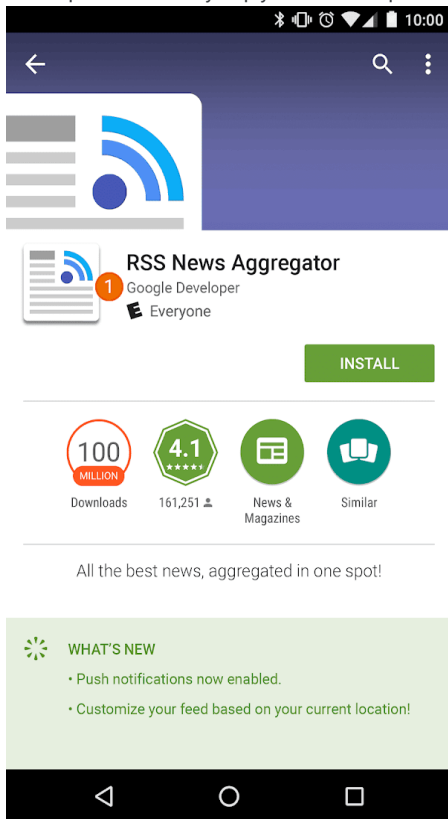 10:00
RSS News Aggregator
1
Google Developer
E Everyone
INSTALL
100
MILLION
4.1
Downloads
161,251
News &
Magazines
Similar
All the best news, aggregated in one spot!
WHAT'S NEW
• Push notifications now enabled.
• Customize your feed based on your current location!